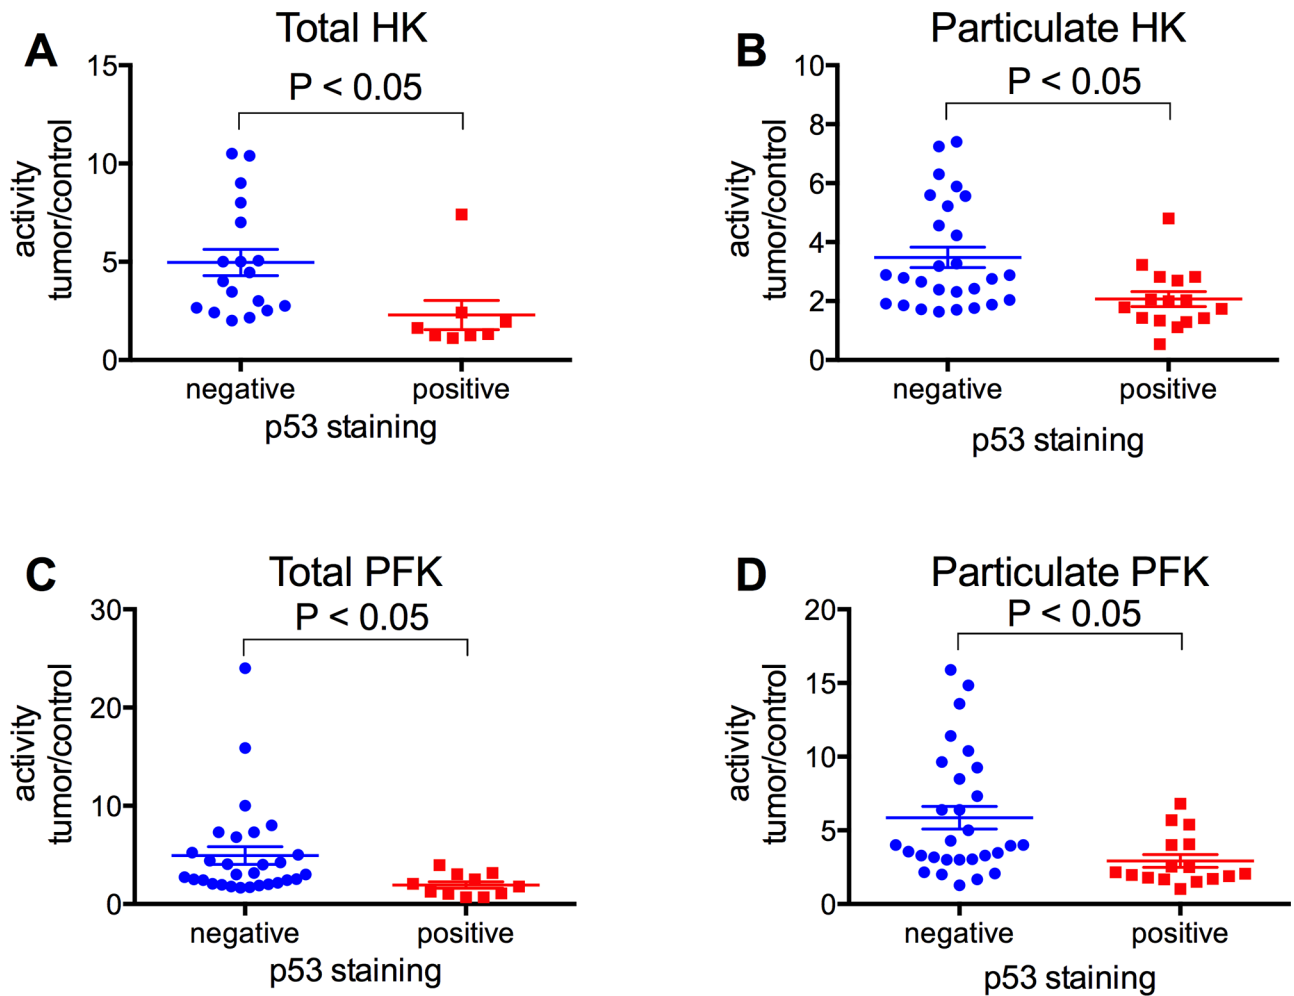 A
Total HK
P < 0.05
activity
tumor/control
15
10
5
0
negative
positive
p53 staining
B
Particulate HK
P < 0.05
activity
tumor/control
10
8
6
4
2
0
negative
positive
p53 staining
C
Total PFK
P < 0.05
activity
tumor/control
30
20
10
0
negative
positive
p53 staining
D
Particulate PFK
P < 0.05
activity
tumor/control
20
15
10
5
0
negative
positive
p53 staining